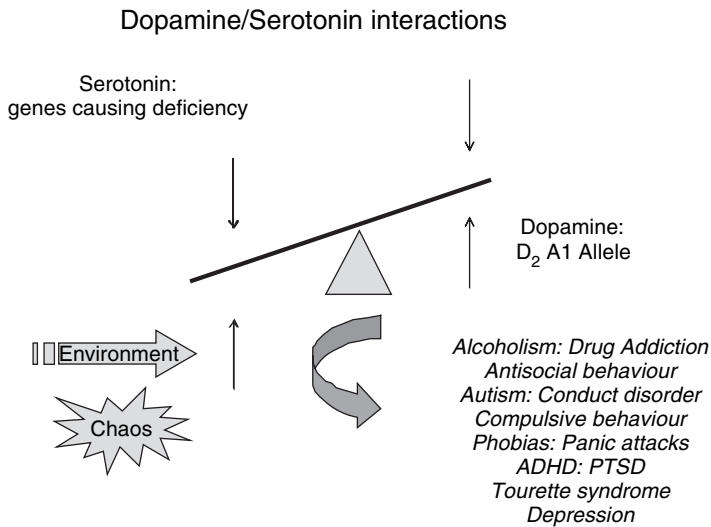 Dopamine/Serotonin interactions
Serotonin:
genes causing deficiency
Dopamine:
D₂ A1 Allele
Environment
Chaos
Alcoholism: Drug Addiction
Antisocial behaviour
Autism: Conduct disorder
Compulsive behaviour
Phobias: Panic attacks
ADHD: PTSD
Tourette syndrome
Depression